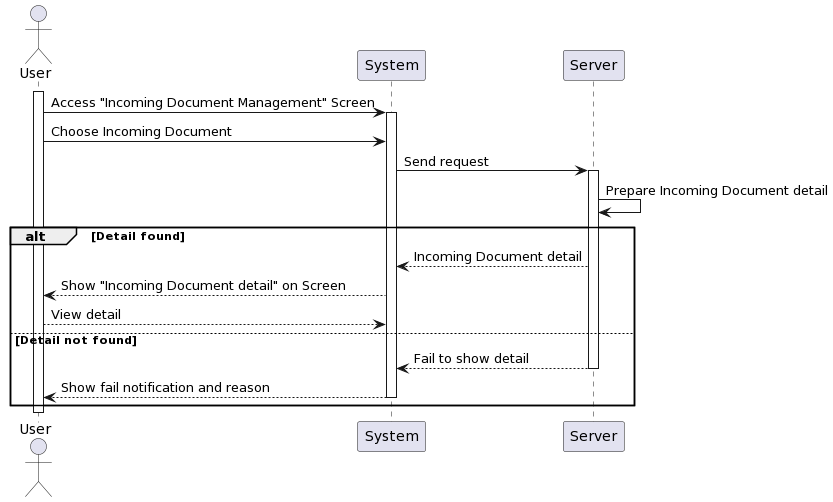 User
System
Server
Access "Incoming Document Management" Screen
Choose Incoming Document
Send request
Prepare Incoming Document detail
alt [Detail found]
Incoming Document detail
Show "Incoming Document detail" on Screen
View detail
[Detail not found]
Fail to show detail
Show fail notification and reason
User
System
Server